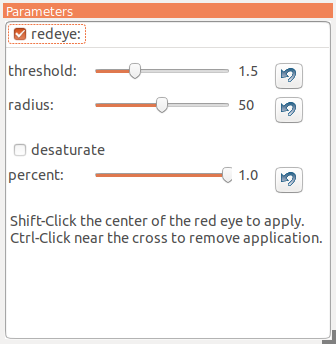 Parameters
redeye:
threshold: 1.5
radius: 50
desaturate
percent: 1.0
Shift-Click the center of the red eye to apply.
Ctrl-Click near the cross to remove application.